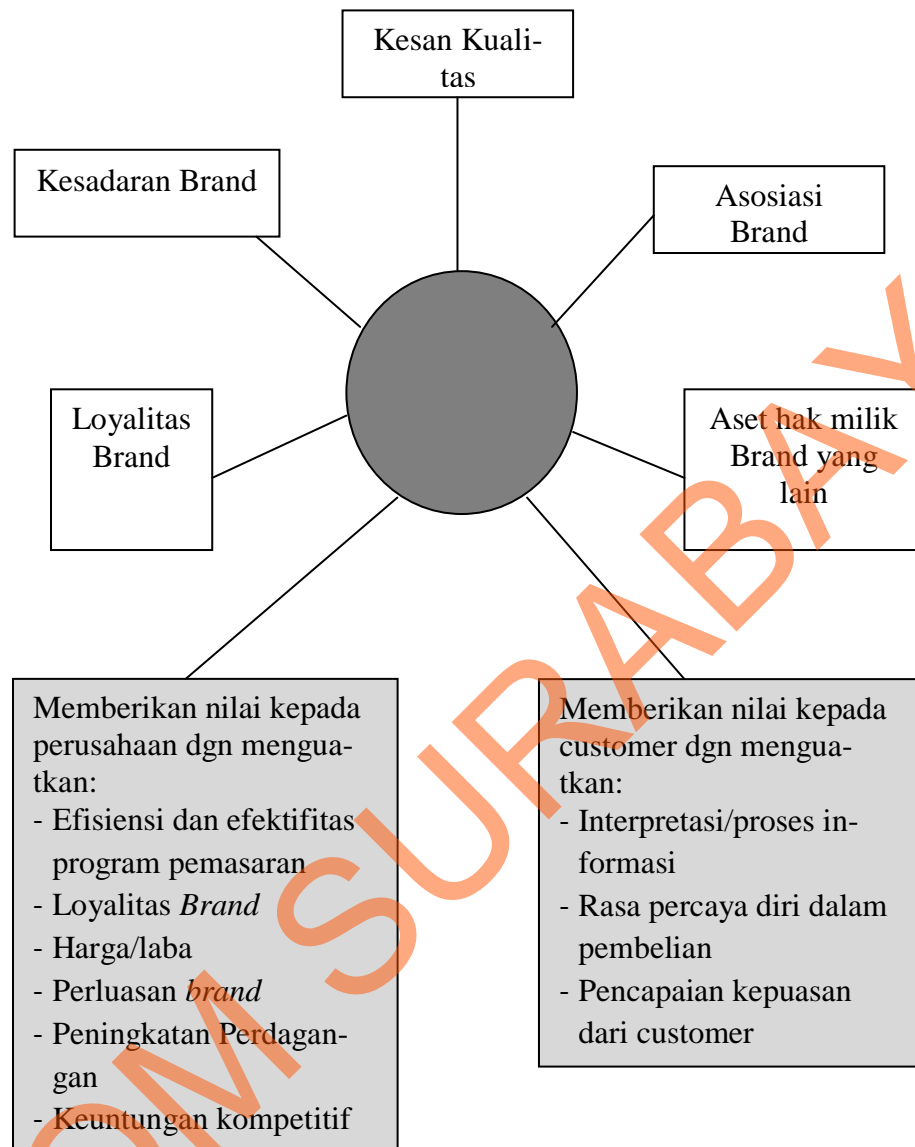 Kesan Kuali-
tas
Kesadaran Brand
Asosiasi
Brand
Loyalitas
Brand
Aset hak milik
Brand yang
lain
Memberikan nilai kepada
perusahaan dgn mengua-
tkan:
- Efisiensi dan efektifitas
program pemasaran
- Loyalitas Brand
- Harga/laba
- Perluasan brand
- Peningkatan Perdagan-
gan
- Keuntungan kompetitif
Memberikan nilai kepada
customer dgn mengua-
tkan:
- Interpretasi/proses in-
formasi
- Rasa percaya diri dalam
pembelian
- Pencapaian kepuasan
dari customer
OM SURABAY